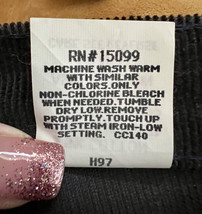 RN#15099
MACHINE WASH WARM
WITH SIMILAR
COLORS.ONLY
NON-CHLORINE BLEACH
WHEN NEEDED.TUMBLE
DRY LOW.REMOVE
PROMPTLY.TOUCH UP
WITH STEAM IRON-LOW
SETTING. CC140
H97